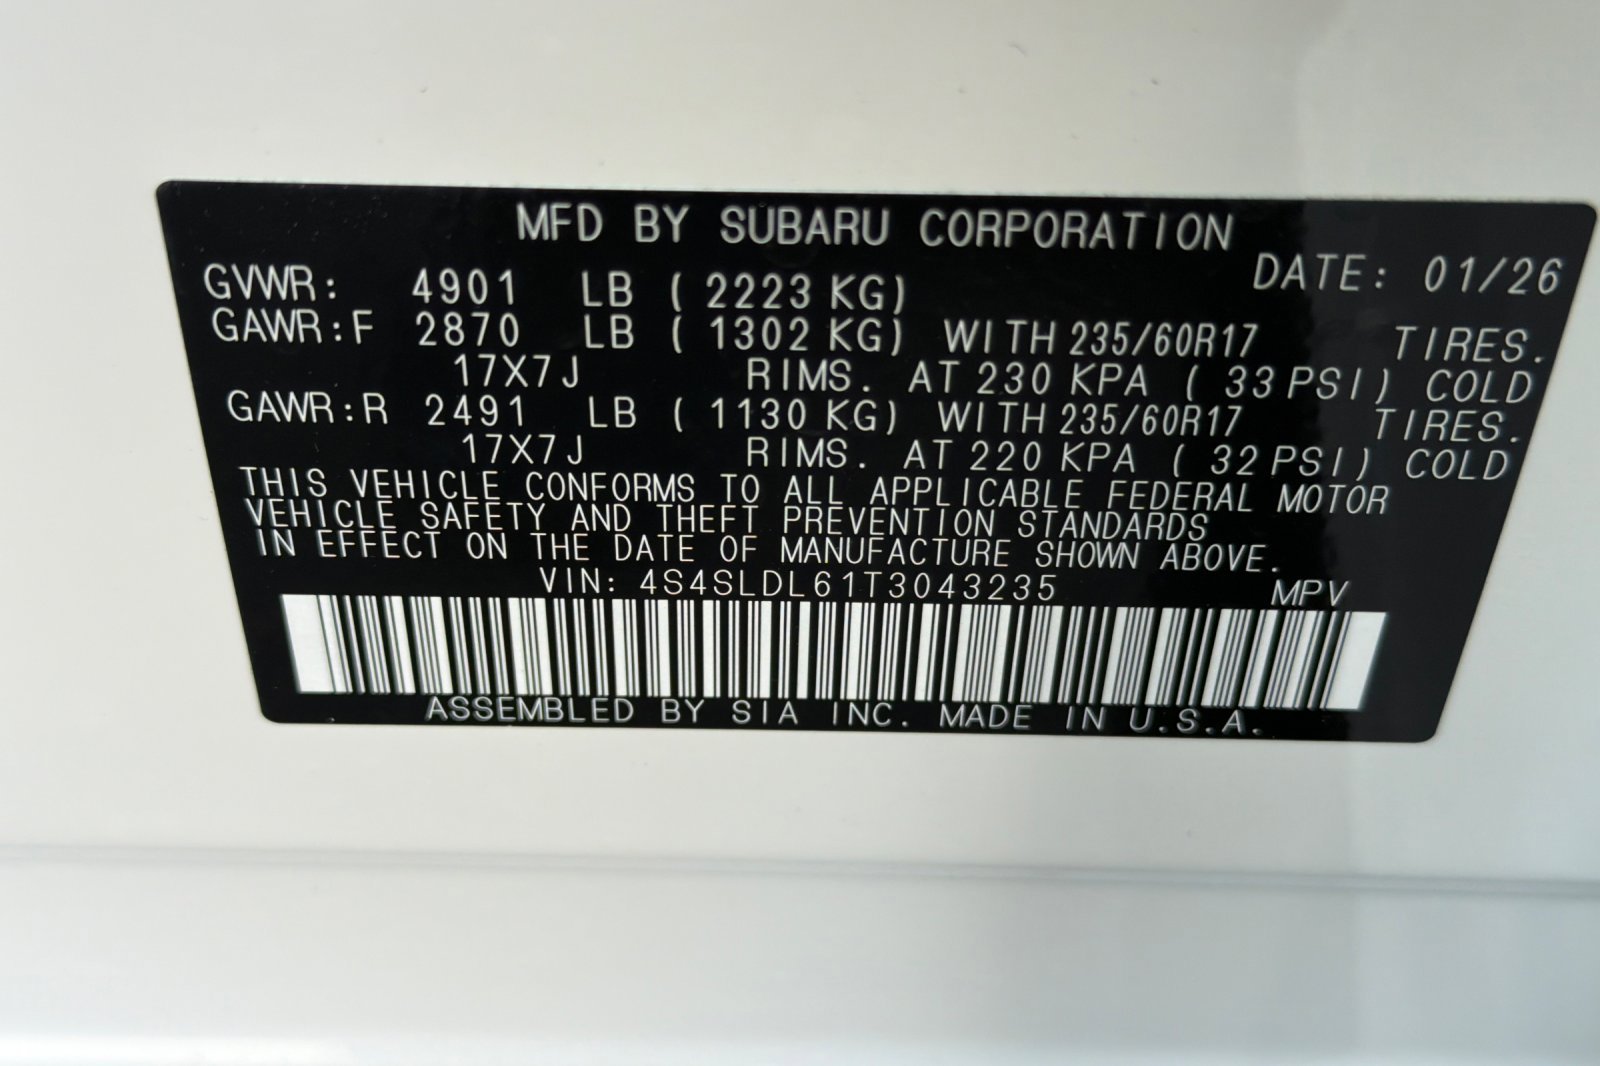 MFD BY SUBARU CORPORATION
DATE: 01/26
GVWR: 4901 LB ( 2223 KG)
GAWR:F 2870 LB ( 1302 KG) WITH 235/60R17 TIRES.
17X7J RIMS. AT 230 KPA ( 33 PSI) COLD
GAWR:R 2491 LB ( 1130 KG) WITH 235/60R17 TIRES.
17X7J RIMS. AT 220 KPA ( 32 PSI) COLD
THIS VEHICLE CONFORMS TO ALL APPLICABLE FEDERAL MOTOR
VEHICLE SAFETY AND THEFT PREVENTION STANDARDS
IN EFFECT ON THE DATE OF MANUFACTURE SHOWN ABOVE.
VIN: 4S4SLDL61T3043235 MPV
ASSEMBLED BY SIA INC. MADE IN U.S.A.